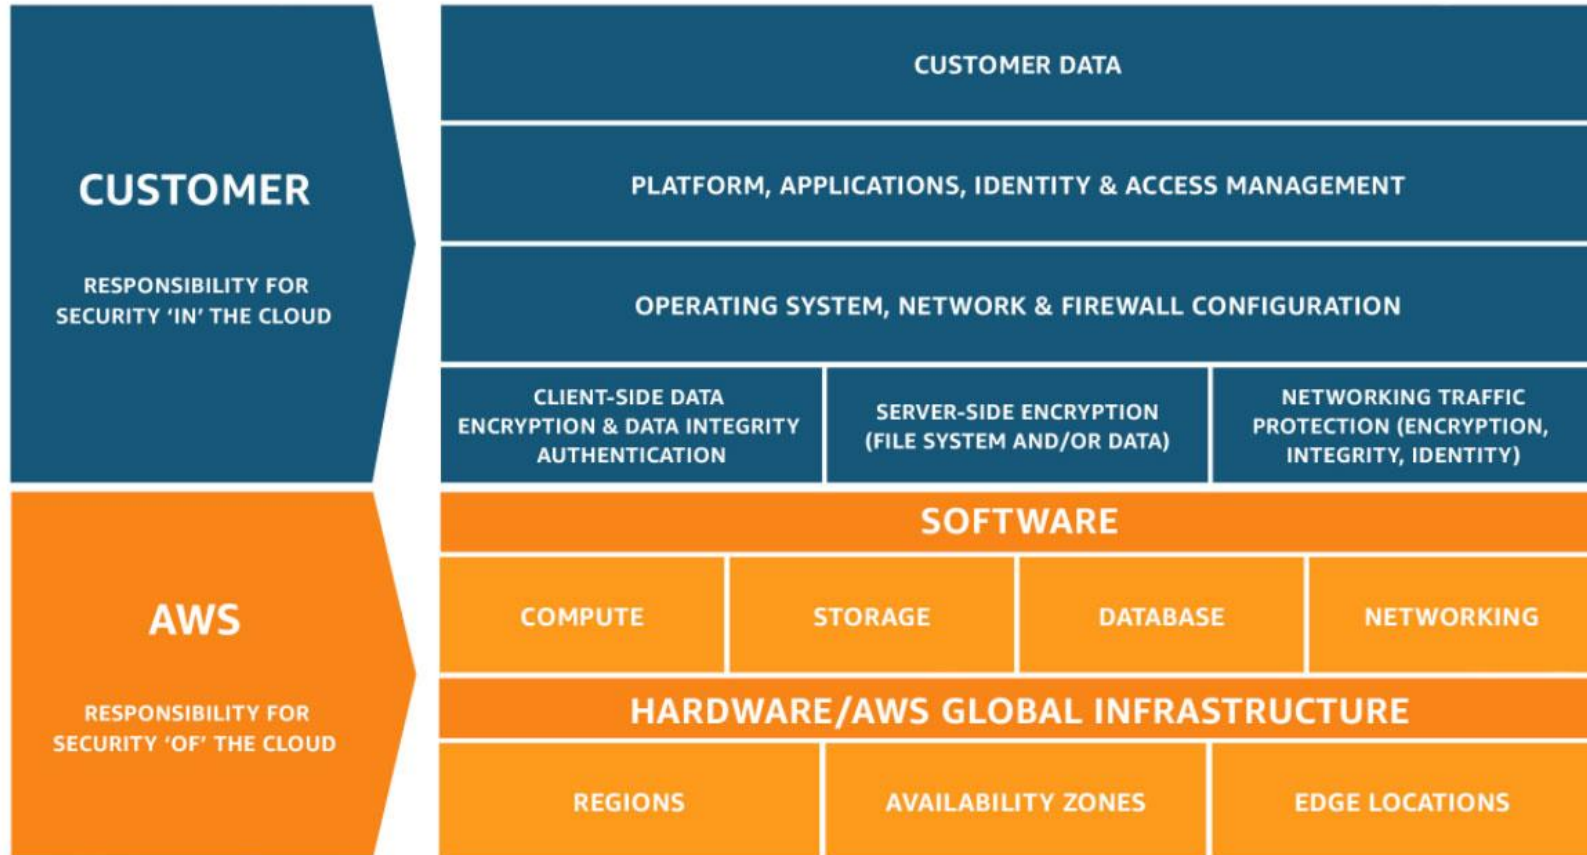 CUSTOMER
RESPONSIBILITY FOR
SECURITY ‘IN’ THE CLOUD
CUSTOMER DATA
PLATFORM, APPLICATIONS, IDENTITY & ACCESS MANAGEMENT
OPERATING SYSTEM, NETWORK & FIREWALL CONFIGURATION
CLIENT-SIDE DATA
ENCRYPTION & DATA INTEGRITY
AUTHENTICATION
SERVER-SIDE ENCRYPTION
(FILE SYSTEM AND/OR DATA)
NETWORKING TRAFFIC
PROTECTION (ENCRYPTION,
INTEGRITY, IDENTITY)
AWS
RESPONSIBILITY FOR
SECURITY ‘OF’ THE CLOUD
SOFTWARE
COMPUTE
STORAGE
DATABASE
NETWORKING
HARDWARE/AWS GLOBAL INFRASTRUCTURE
REGIONS
AVAILABILITY ZONES
EDGE LOCATIONS